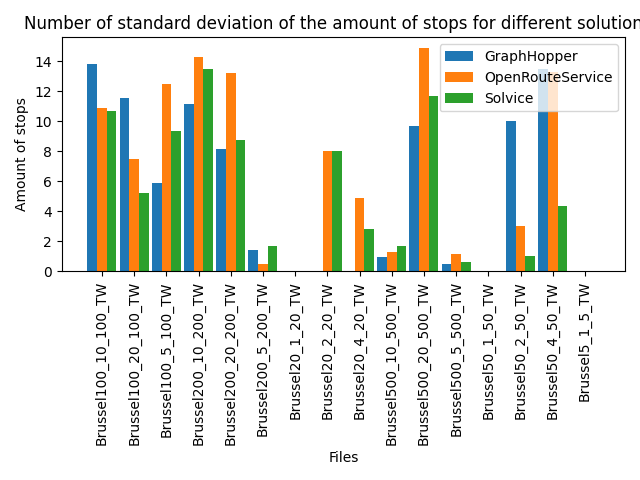 Number of standard deviation of the amount of stops for different solution
GraphHopper
OpenRouteService
Solvice
Amount of stops
14
12
10
8
6
4
2
0
Brussel100_10_100_TW
Brussel100_20_100_TW
Brussel100_5_100_TW
Brussel200_10_200_TW
Brussel200_20_200_TW
Brussel200_5_200_TW
Brussel20_1_20_TW
Brussel20_2_20_TW
Brussel20_4_20_TW
Brussel500_10_500_TW
Brussel500_20_500_TW
Brussel500_5_500_TW
Brussel50_1_50_TW
Brussel50_2_50_TW
Brussel50_4_50_TW
Brussel5_1_5_TW
Files